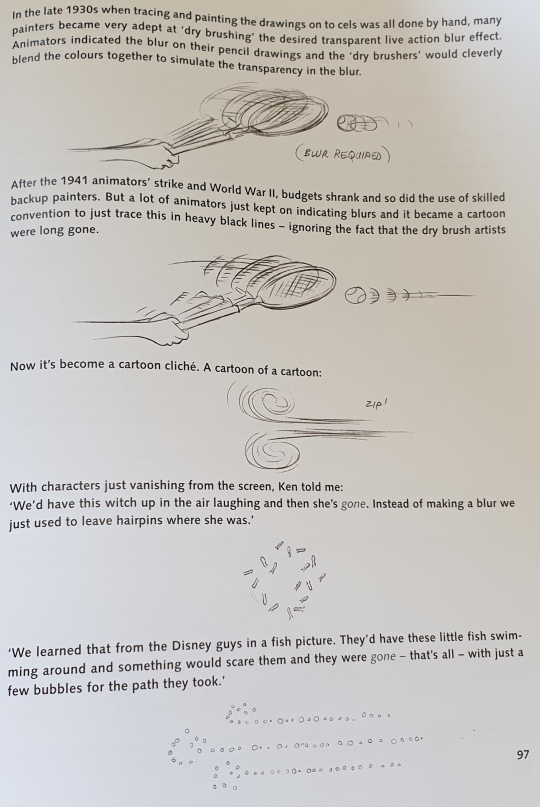 In the late 1930s when tracing and painting the drawings on to cels was all done by hand, many
painters became very adept at ‘dry brushing’ the desired transparent live action blur effect.
Animators indicated the blur on their pencil drawings and the ‘dry brushers’ would cleverly
blend the colours together to simulate the transparency in the blur.
(BLUR REQUIRED)
After the 1941 animators’ strike and World War II, budgets shrank and so did the use of skilled
backup painters. But a lot of animators just kept on indicating blurs and it became a cartoon
convention to just trace this in heavy black lines – ignoring the fact that the dry brush artists
were long gone.
Now it’s become a cartoon cliché. A cartoon of a cartoon:
ZIP!
With characters just vanishing from the screen, Ken told me:
‘We’d have this witch up in the air laughing and then she’s gone. Instead of making a blur we
just used to leave hairpins where she was.’
‘We learned that from the Disney guys in a fish picture. They’d have these little fish swim-
ming around and something would scare them and they were gone – that’s all – with just a
few bubbles for the path they took.’
97